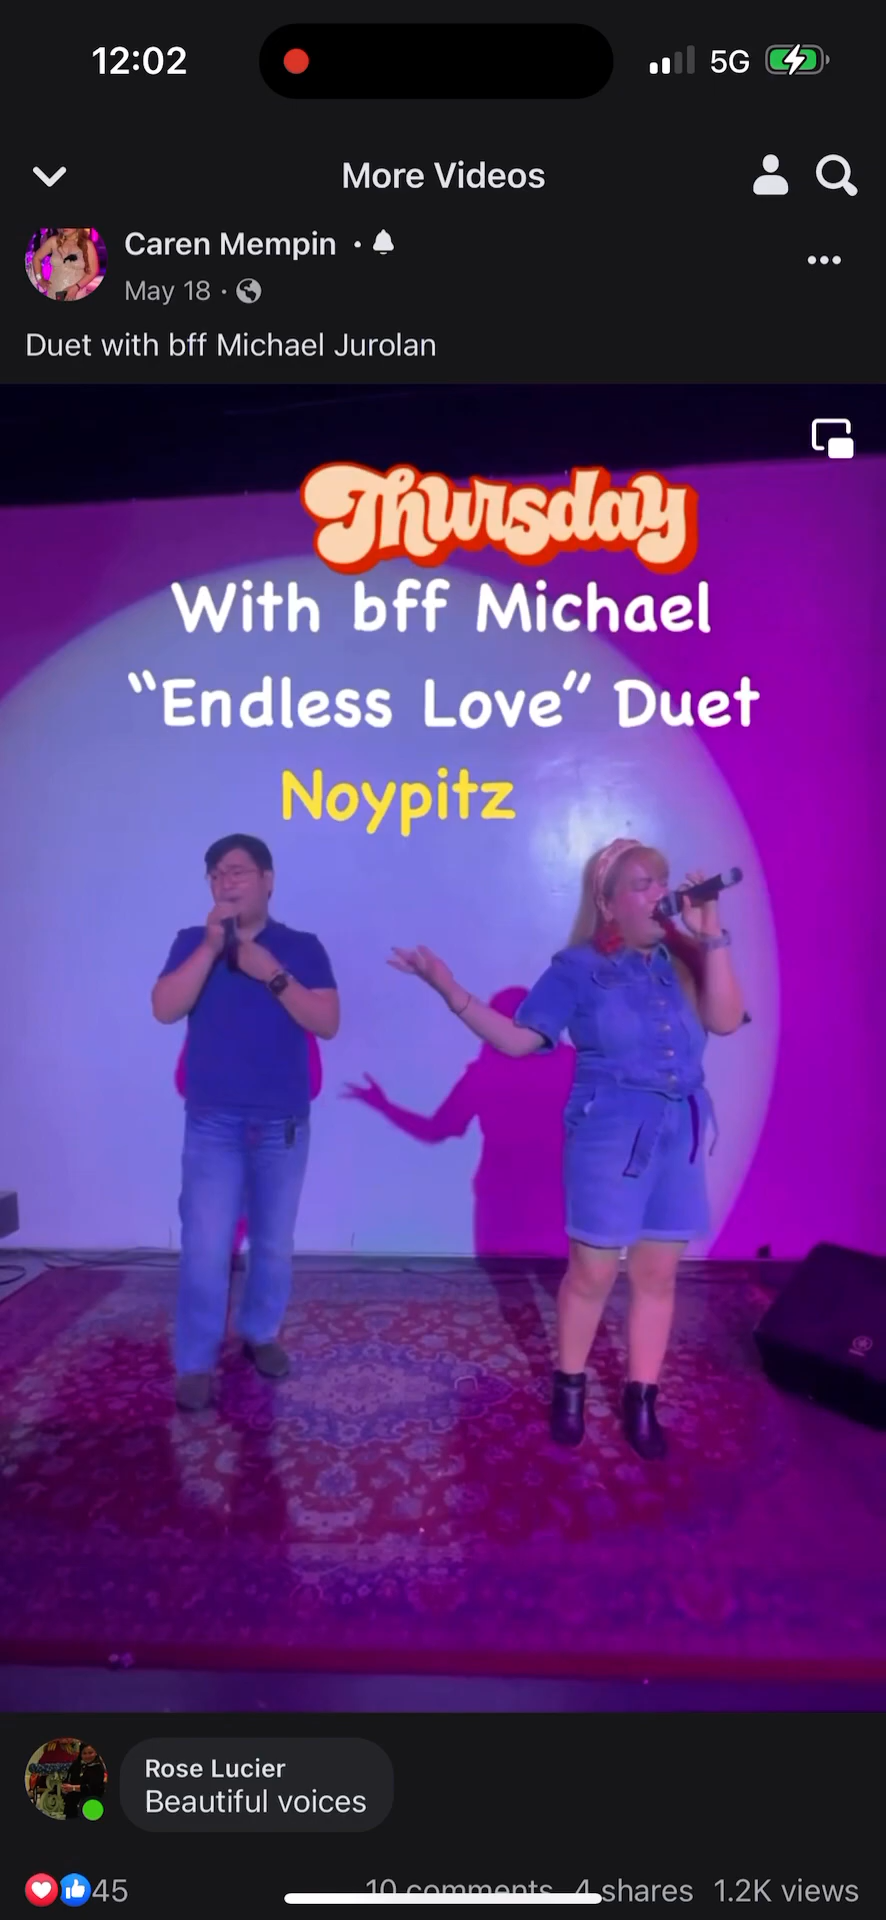 12:02
5G
More Videos
Caren Mempin ·
May 18 ·
Duet with bff Michael Jurolan
Thursday
With bff Michael
“Endless Love” Duet
Noypitz
Rose Lucier
Beautiful voices
45 10 comments 4 shares 1.2K views